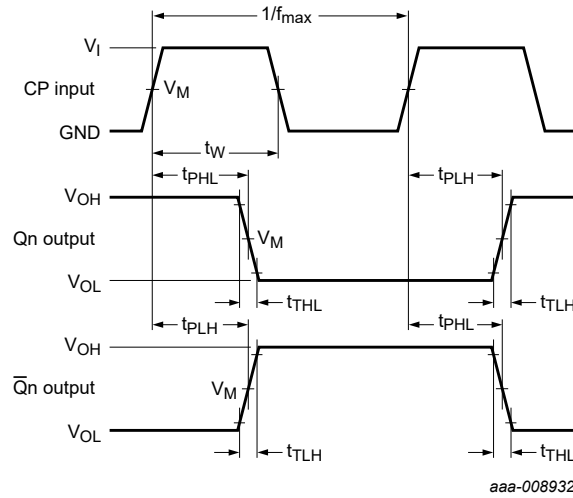 1/fmax
VI
CP input
VM
GND
tW
tPHL
tPLH
VOH
Qn output
VM
VOL
tTHL
tTLH
tPLH
tPHL
VOH
Q̅n output
VM
VOL
tTLH
tTHL
aaa-008932